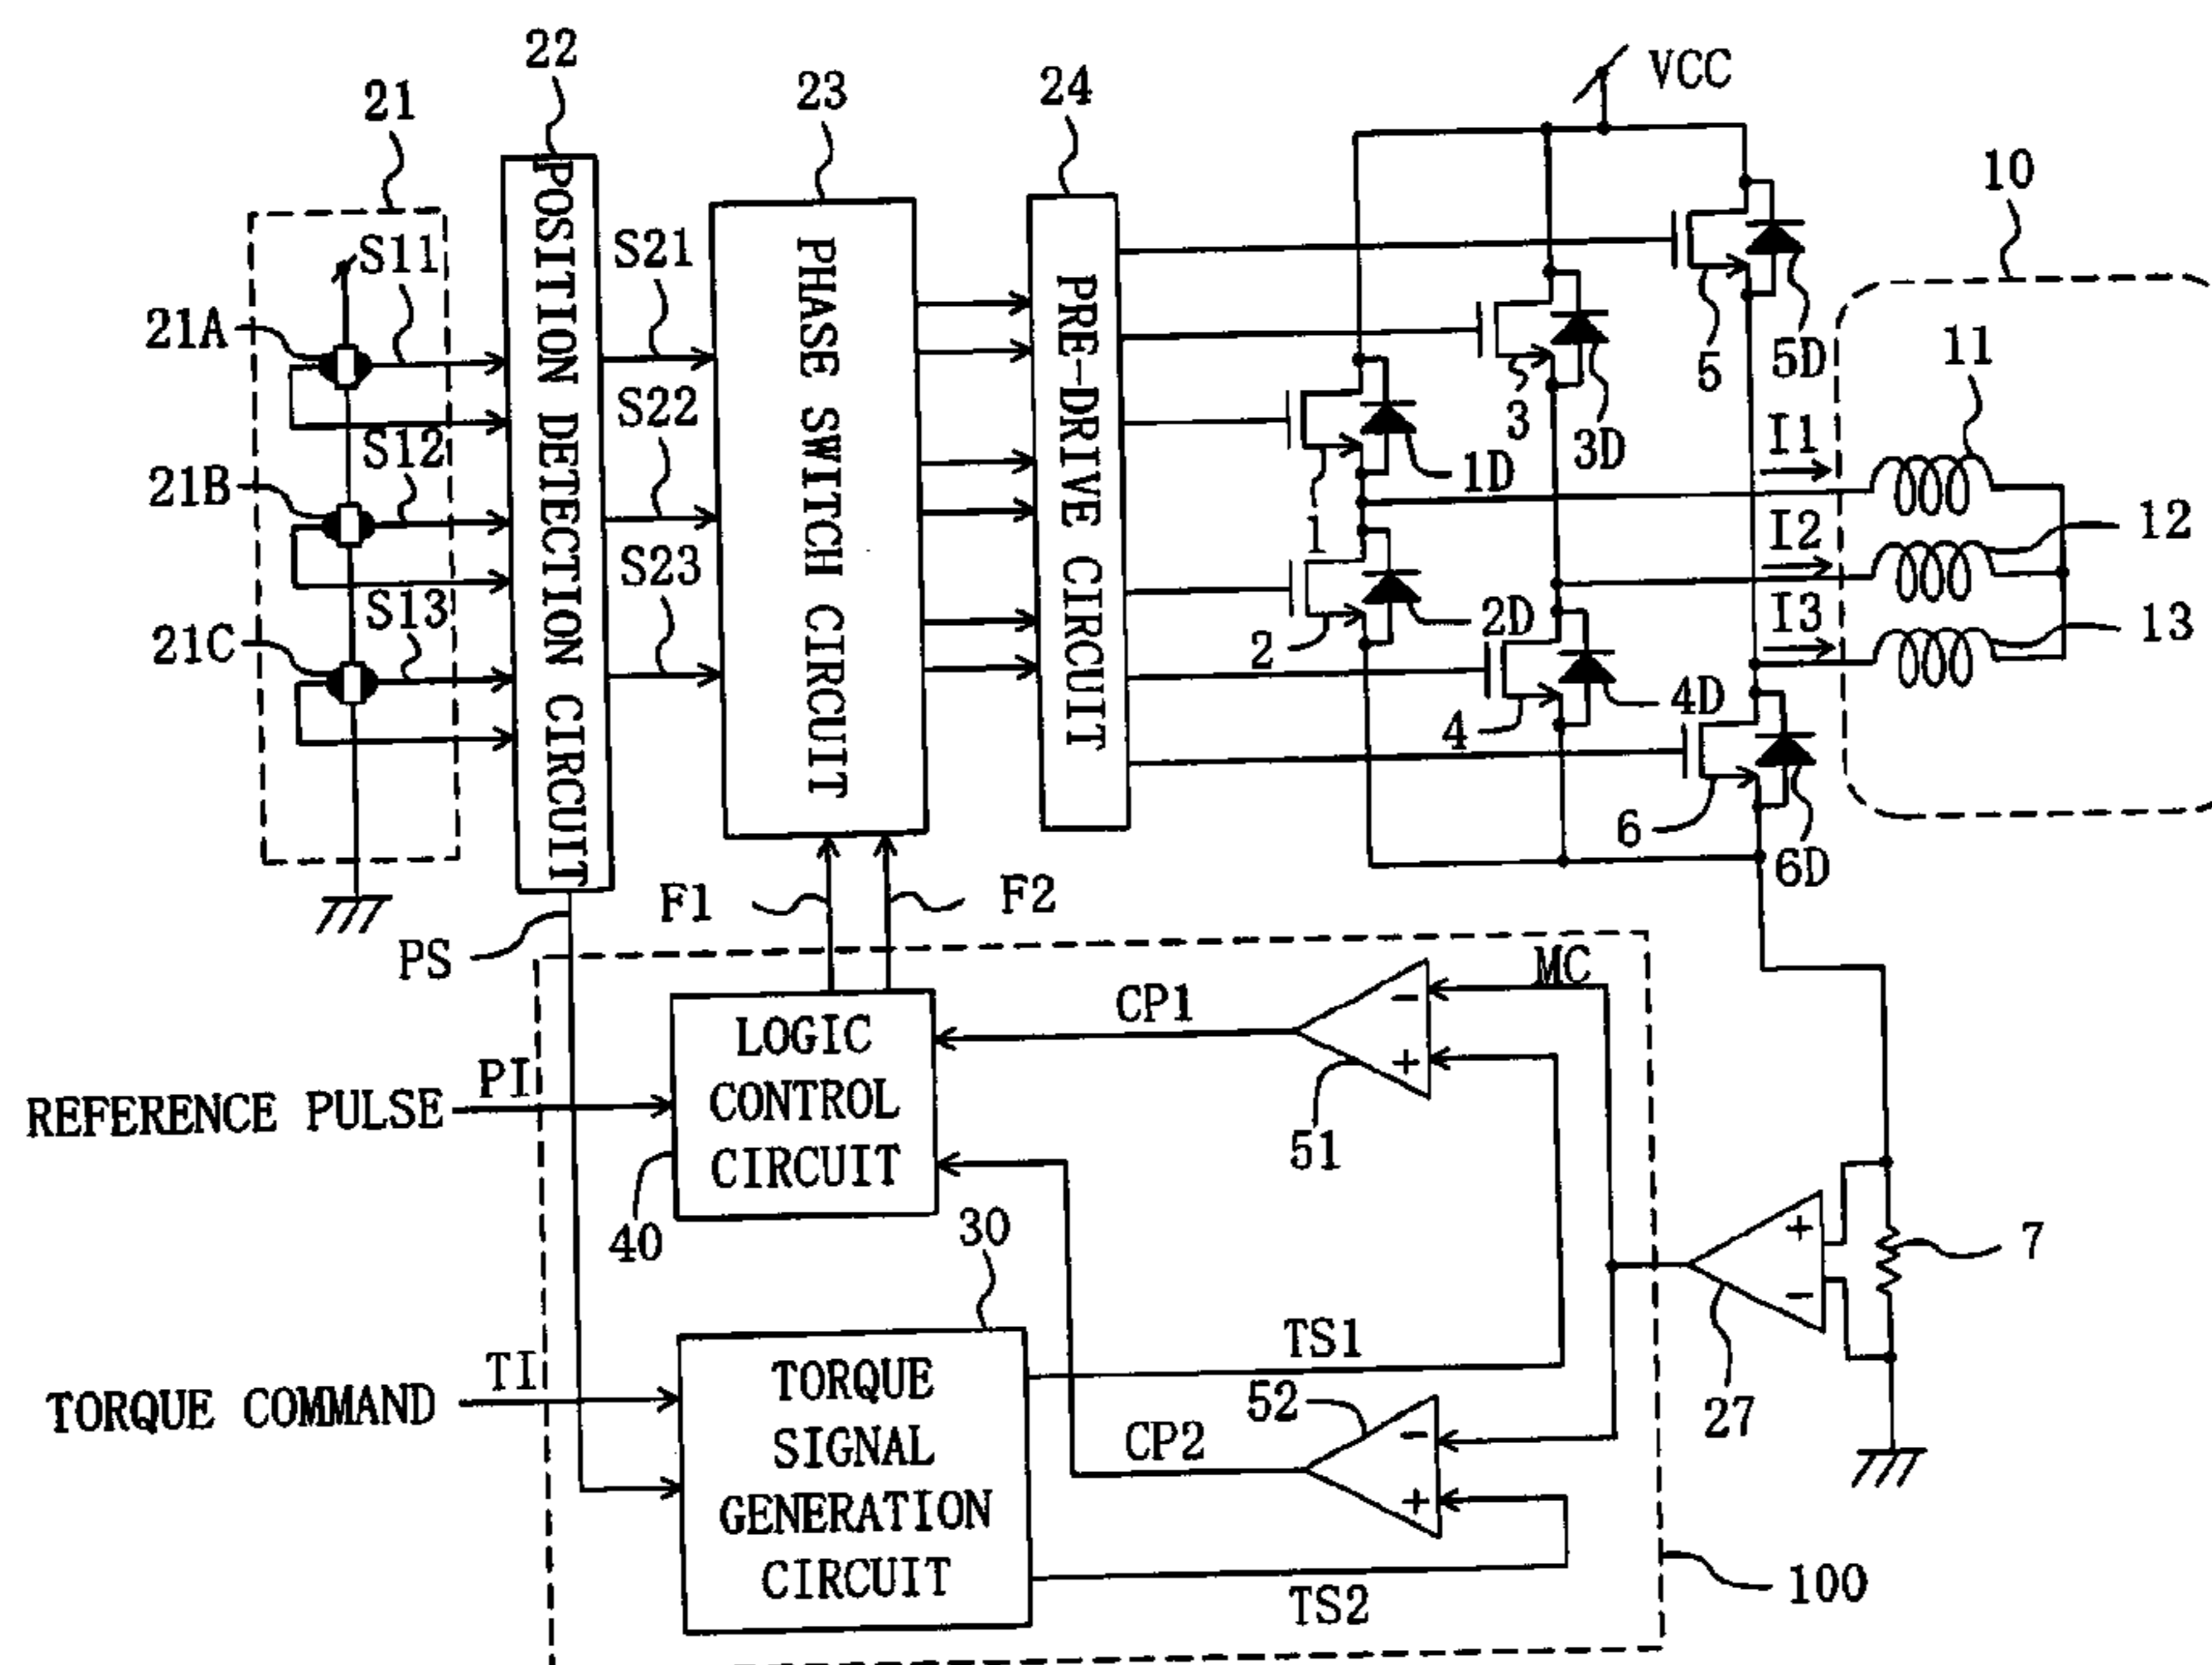 22
21
23
24
VCC
10
S11
S21
21A
POSITION DETECTION CIRCUIT
PHASE SWITCH CIRCUIT
PRE-DRIVE CIRCUIT
5
5D
11
3
3D
S12
S22
I1
21B
1D
1
I2
12
S13
S23
I3
13
21C
2
2D
4
4D
6
6D
F1
F2
PS
MC
CP1
LOGIC
CONTROL
CIRCUIT
PI
REFERENCE PULSE
51
40
30
7
TS1
TI
TORQUE COMMAND
TORQUE
SIGNAL
GENERATION
CIRCUIT
52
27
CP2
TS2
100
-
+
+
-
-
+